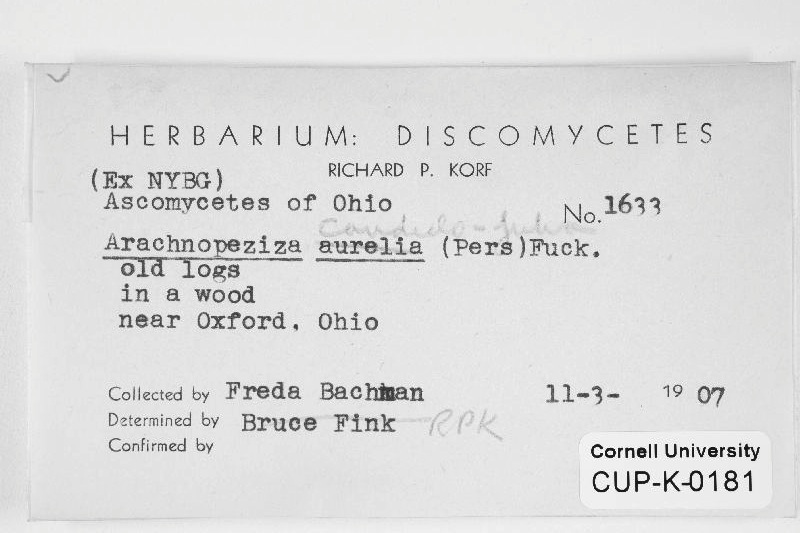 HERBARIUM: DISCOMYCETES
RICHARD P. KORF
(Ex NYBG)
Ascomycetes of Ohio
No. 1633
candido-fulva
Arachnopeziza aurelia (Pers)Fuck.
old logs
in a wood
near Oxford, Ohio
Collected by Freda Bachman 11-3- 1907
Determined by Bruce Fink RPK
Confirmed by
Cornell University
CUP-K-0181